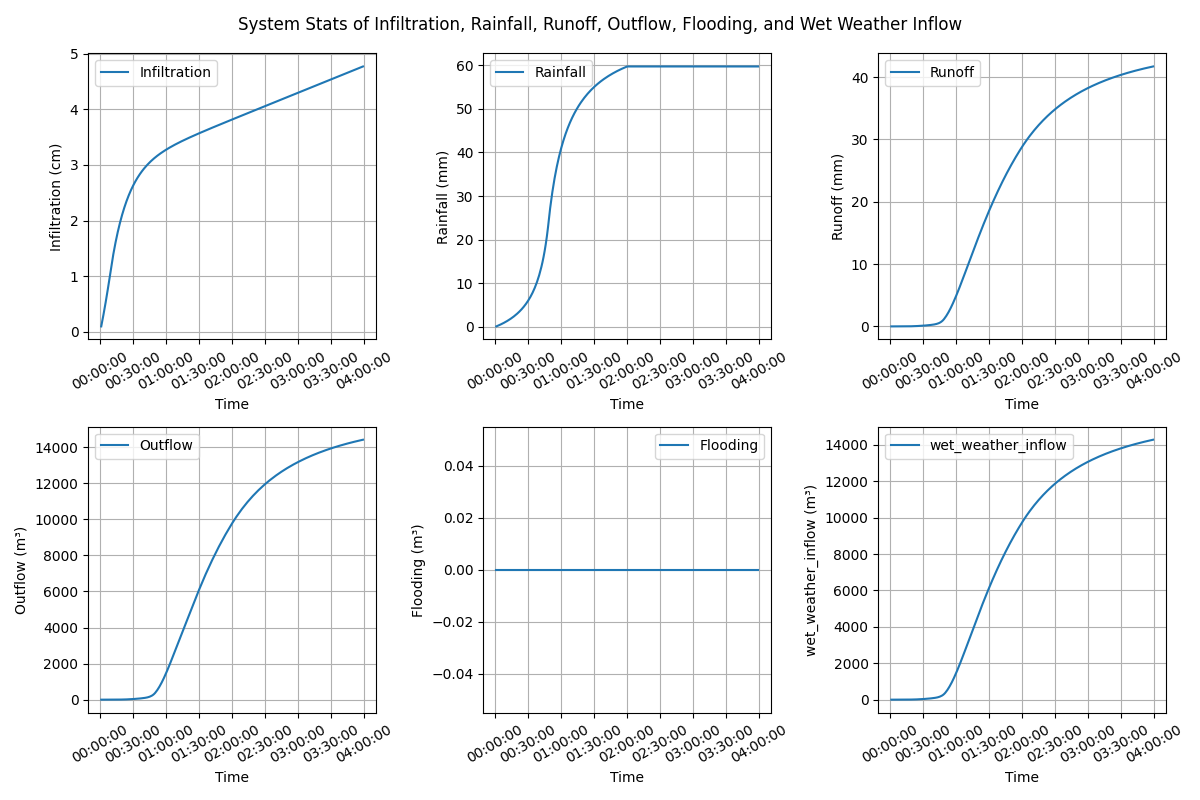 System Stats of Infiltration, Rainfall, Runoff, Outflow, Flooding, and Wet Weather Inflow
Infiltration
Infiltration (cm)
5
4
3
2
1
0
00:00:00 00:30:00 01:00:00 01:30:00 02:00:00 02:30:00 03:00:00 03:30:00 04:00:00
Time
Rainfall
Rainfall (mm)
60
50
40
30
20
10
0
00:00:00 00:30:00 01:00:00 01:30:00 02:00:00 02:30:00 03:00:00 03:30:00 04:00:00
Time
Runoff
Runoff (mm)
40
30
20
10
0
00:00:00 00:30:00 01:00:00 01:30:00 02:00:00 02:30:00 03:00:00 03:30:00 04:00:00
Time
Outflow
Outflow (m³)
14000
12000
10000
8000
6000
4000
2000
0
00:00:00 00:30:00 01:00:00 01:30:00 02:00:00 02:30:00 03:00:00 03:30:00 04:00:00
Time
Flooding
Flooding (m³)
0.04
0.02
0.00
−0.02
−0.04
00:00:00 00:30:00 01:00:00 01:30:00 02:00:00 02:30:00 03:00:00 03:30:00 04:00:00
Time
wet_weather_inflow
wet_weather_inflow (m³)
14000
12000
10000
8000
6000
4000
2000
0
00:00:00 00:30:00 01:00:00 01:30:00 02:00:00 02:30:00 03:00:00 03:30:00 04:00:00
Time